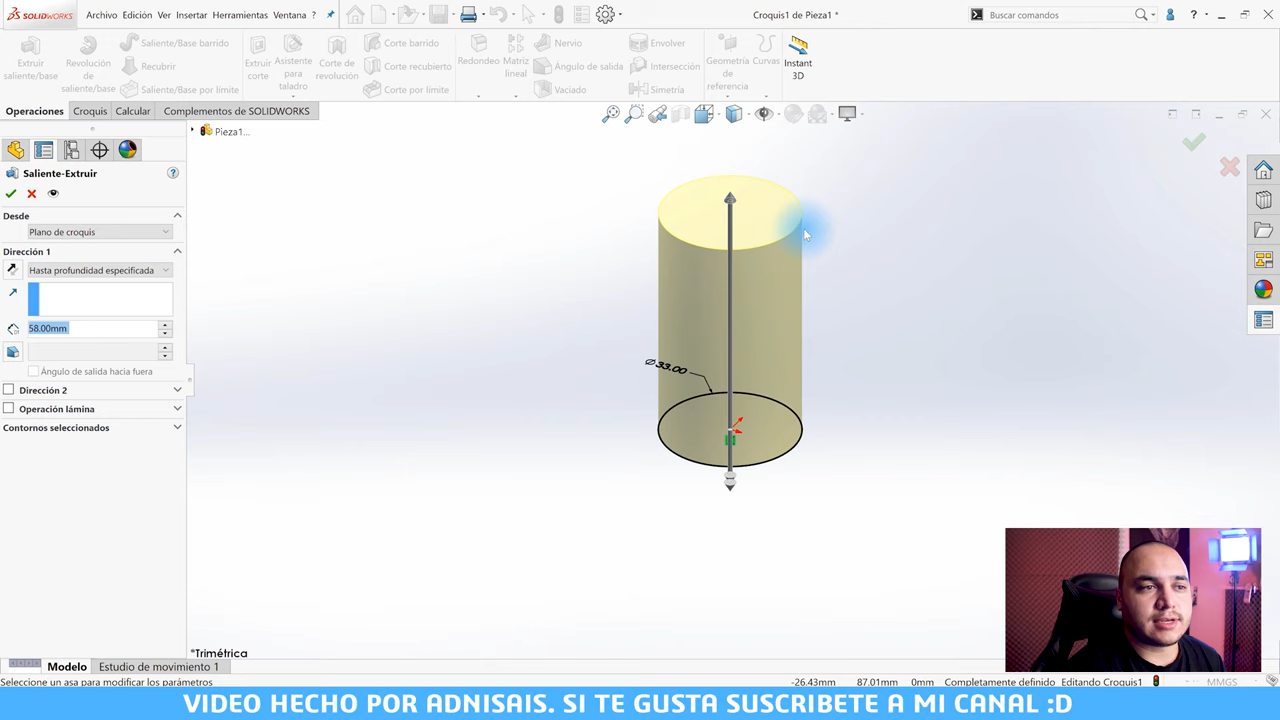 SOLIDWORKS
Archivo Edición Ver Insertar Herramientas Ventana
Croquis1 de Pieza1 *
Buscar comandos
Extruir saliente/base
Revolución de saliente/base
Saliente/Base barrido
Recubrir
Saliente/Base por límite
Extruir corte
Asistente para taladro
Corte de revolución
Corte barrido
Corte recubierto
Corte por límite
Redondeo
Matriz lineal
Nervio
Ángulo de salida
Vaciado
Envolver
Intersección
Simetría
Geometría de referencia
Curvas
Instant 3D
Operaciones Croquis Calcular Complementos de SOLIDWORKS
Pieza1...
Saliente-Extruir
Desde
Plano de croquis
Dirección 1
Hasta profundidad especificada
58.00mm
Ángulo de salida hacia fuera
Dirección 2
Operación lámina
Contornos seleccionados
∅33.00
*Trimétrica
Modelo Estudio de movimiento 1
Seleccione un asa para modificar los parámetros
-26.43mm 87.01mm 0mm Completamente definido Editando Croquis1 MMGS
VIDEO HECHO POR ADNISAIS. SI TE GUSTA SUSCRIBETE A MI CANAL :D